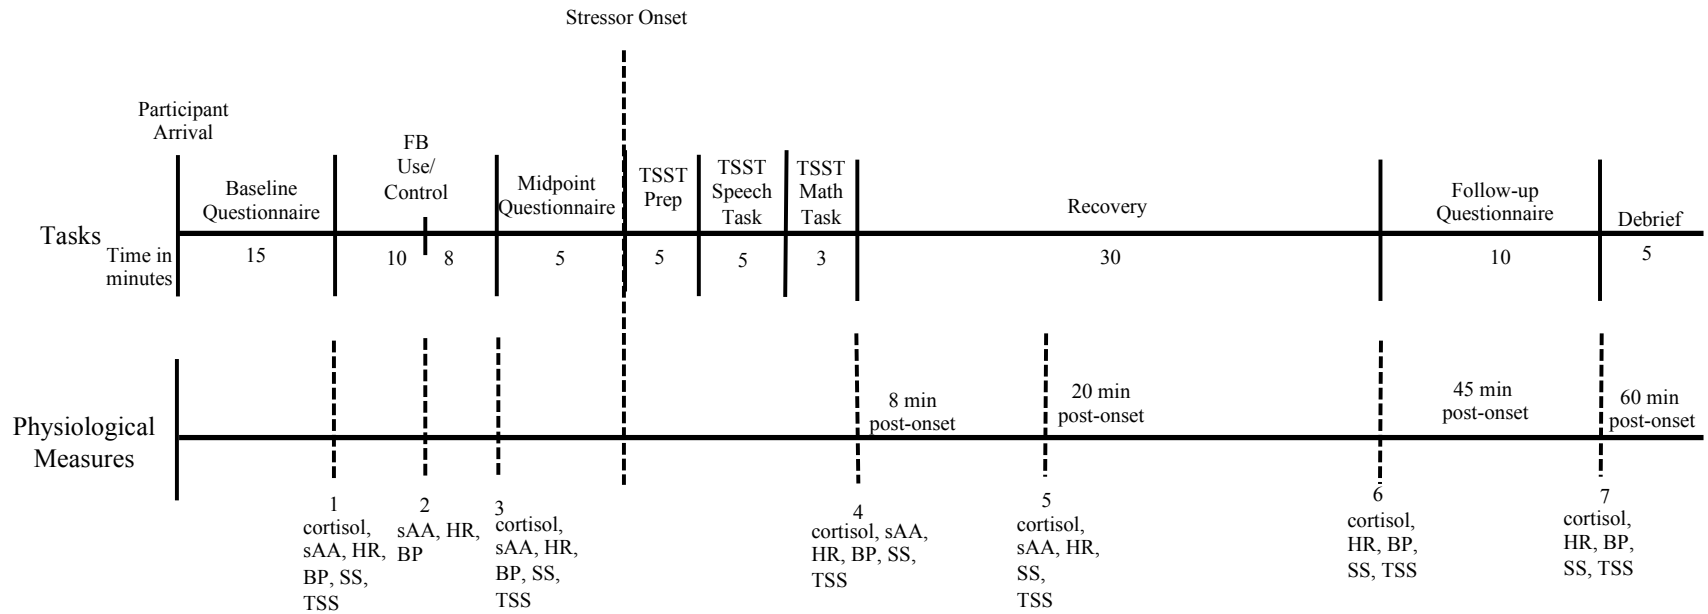 Stressor Onset
Participant
Arrival
FB
Use/
Control
Baseline
Questionnaire
Midpoint
Questionnaire
TSST
Prep
TSST
Speech
Task
TSST
Math
Task
Recovery
Follow-up
Questionnaire
Debrief
Tasks
Time in
minutes
15
10
8
5
5
5
3
30
10
5
Physiological
Measures
8 min
post-onset
20 min
post-onset
45 min
post-onset
60 min
post-onset
1
cortisol,
sAA, HR,
BP, SS,
TSS
2
sAA, HR,
BP
3
cortisol,
sAA, HR,
BP, SS,
TSS
4
cortisol, sAA,
HR, BP, SS,
TSS
5
cortisol,
sAA, HR,
SS,
TSS
6
cortisol,
HR, BP,
SS, TSS
7
cortisol,
HR, BP,
SS, TSS